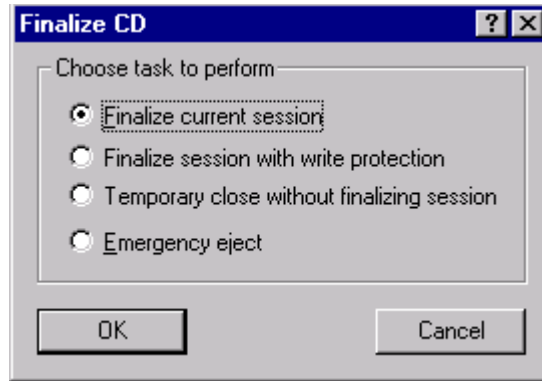 Finalize CD
Choose task to perform
Finalize current session
Finalize session with write protection
Temporary close without finalizing session
Emergency eject
OK Cancel